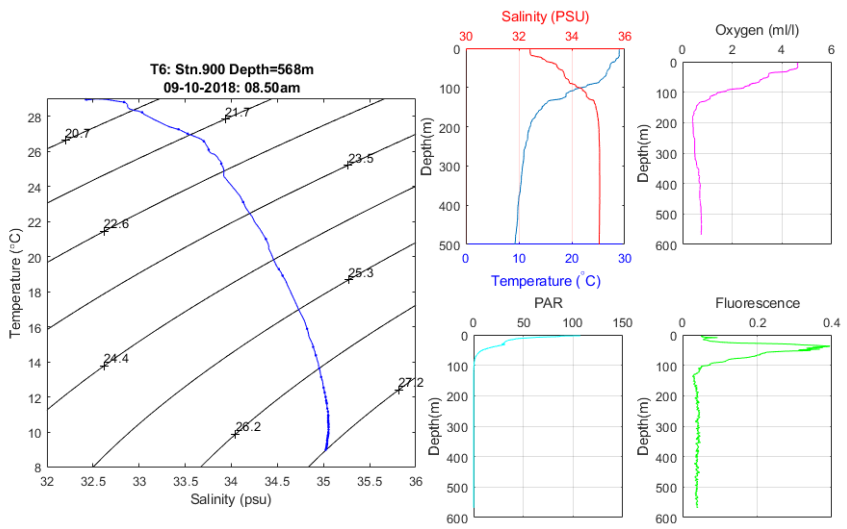 T6: Stn.900 Depth=568m
09-10-2018: 08.50am
28
26
24
22
20
18
16
14
12
10
8
Temperature (°C)
20.7
21.7
22.6
23.5
24.4
25.3
26.2
27.2
32 32.5 33 33.5 34 34.5 35 35.5 36
Salinity (psu)
Salinity (PSU)
30 32 34 36
0
100
200
300
400
500
Depth(m)
0 10 20 30
Temperature (°C)
Oxygen (ml/l)
0 2 4 6
0
100
200
300
400
500
600
Depth(m)
PAR
0 50 100 150
0
100
200
300
400
500
600
Depth(m)
Fluorescence
0 0.2 0.4
0
100
200
300
400
500
600
Depth(m)